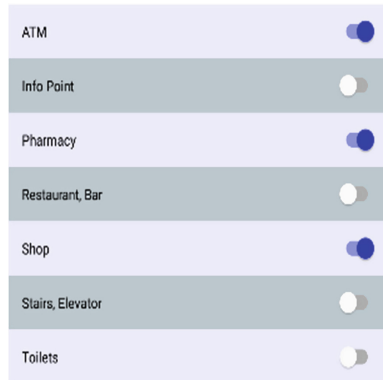 ATM
Info Point
Pharmacy
Restaurant, Bar
Shop
Stairs, Elevator
Toilets